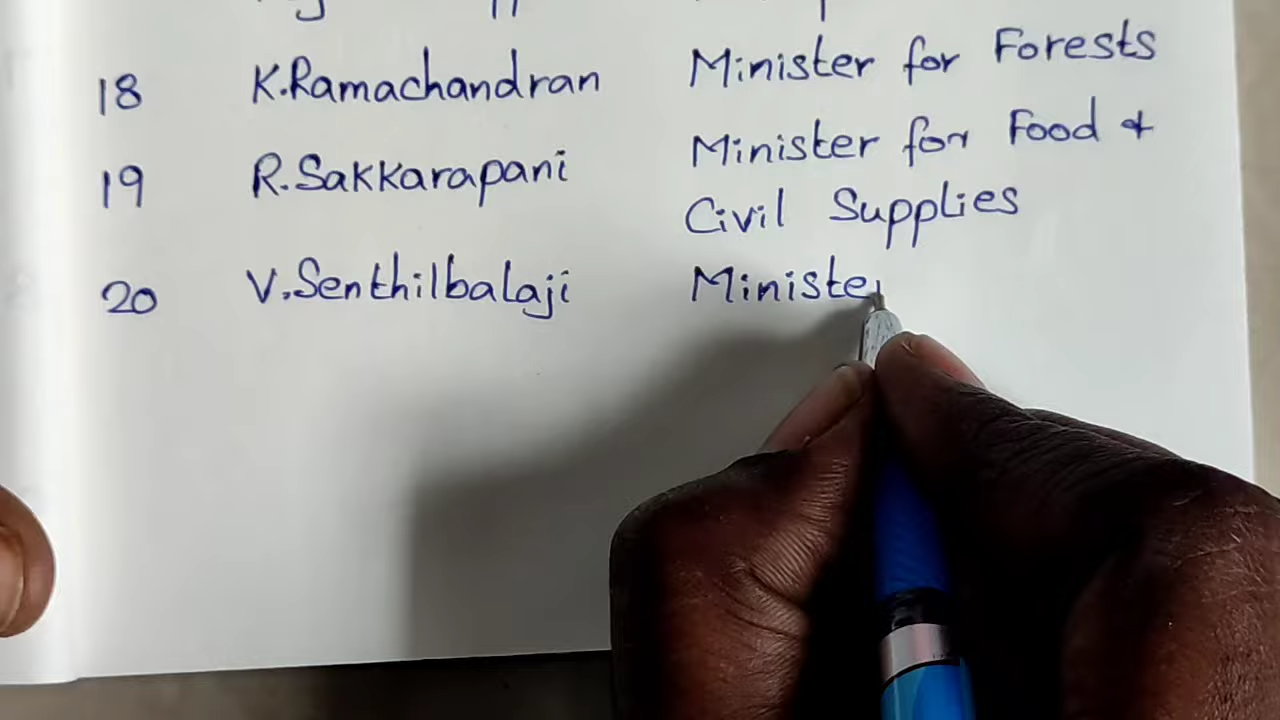 18 K.Ramachandran Minister for Forests
19 R.Sakkarapani Minister for Food &
Civil Supplies
20 V.Senthilbalaji Ministe